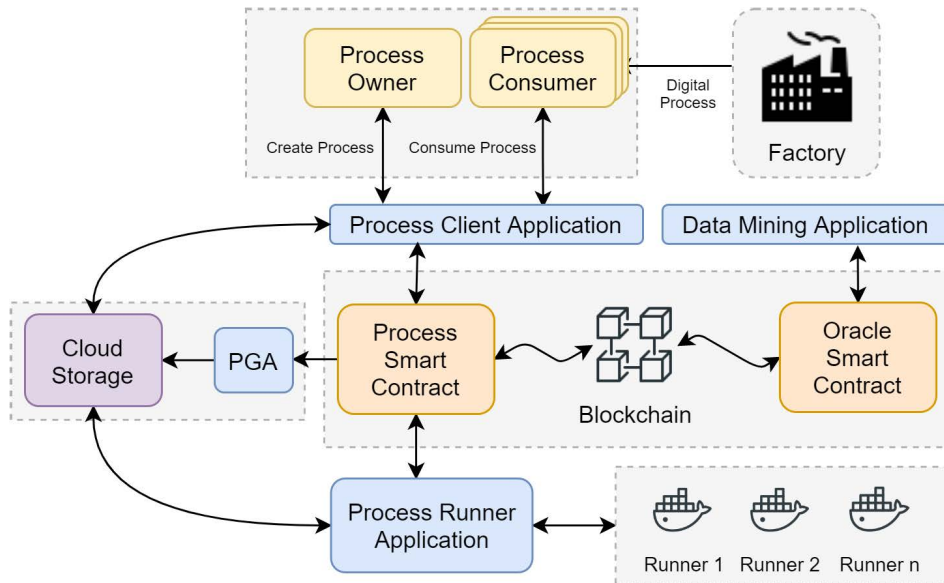 Process
Owner
Process
Consumer
Digital
Process
Factory
Create Process
Consume Process
Process Client Application
Data Mining Application
Cloud
Storage
PGA
Process
Smart
Contract
Blockchain
Oracle
Smart
Contract
Process Runner
Application
Runner 1
Runner 2
Runner n